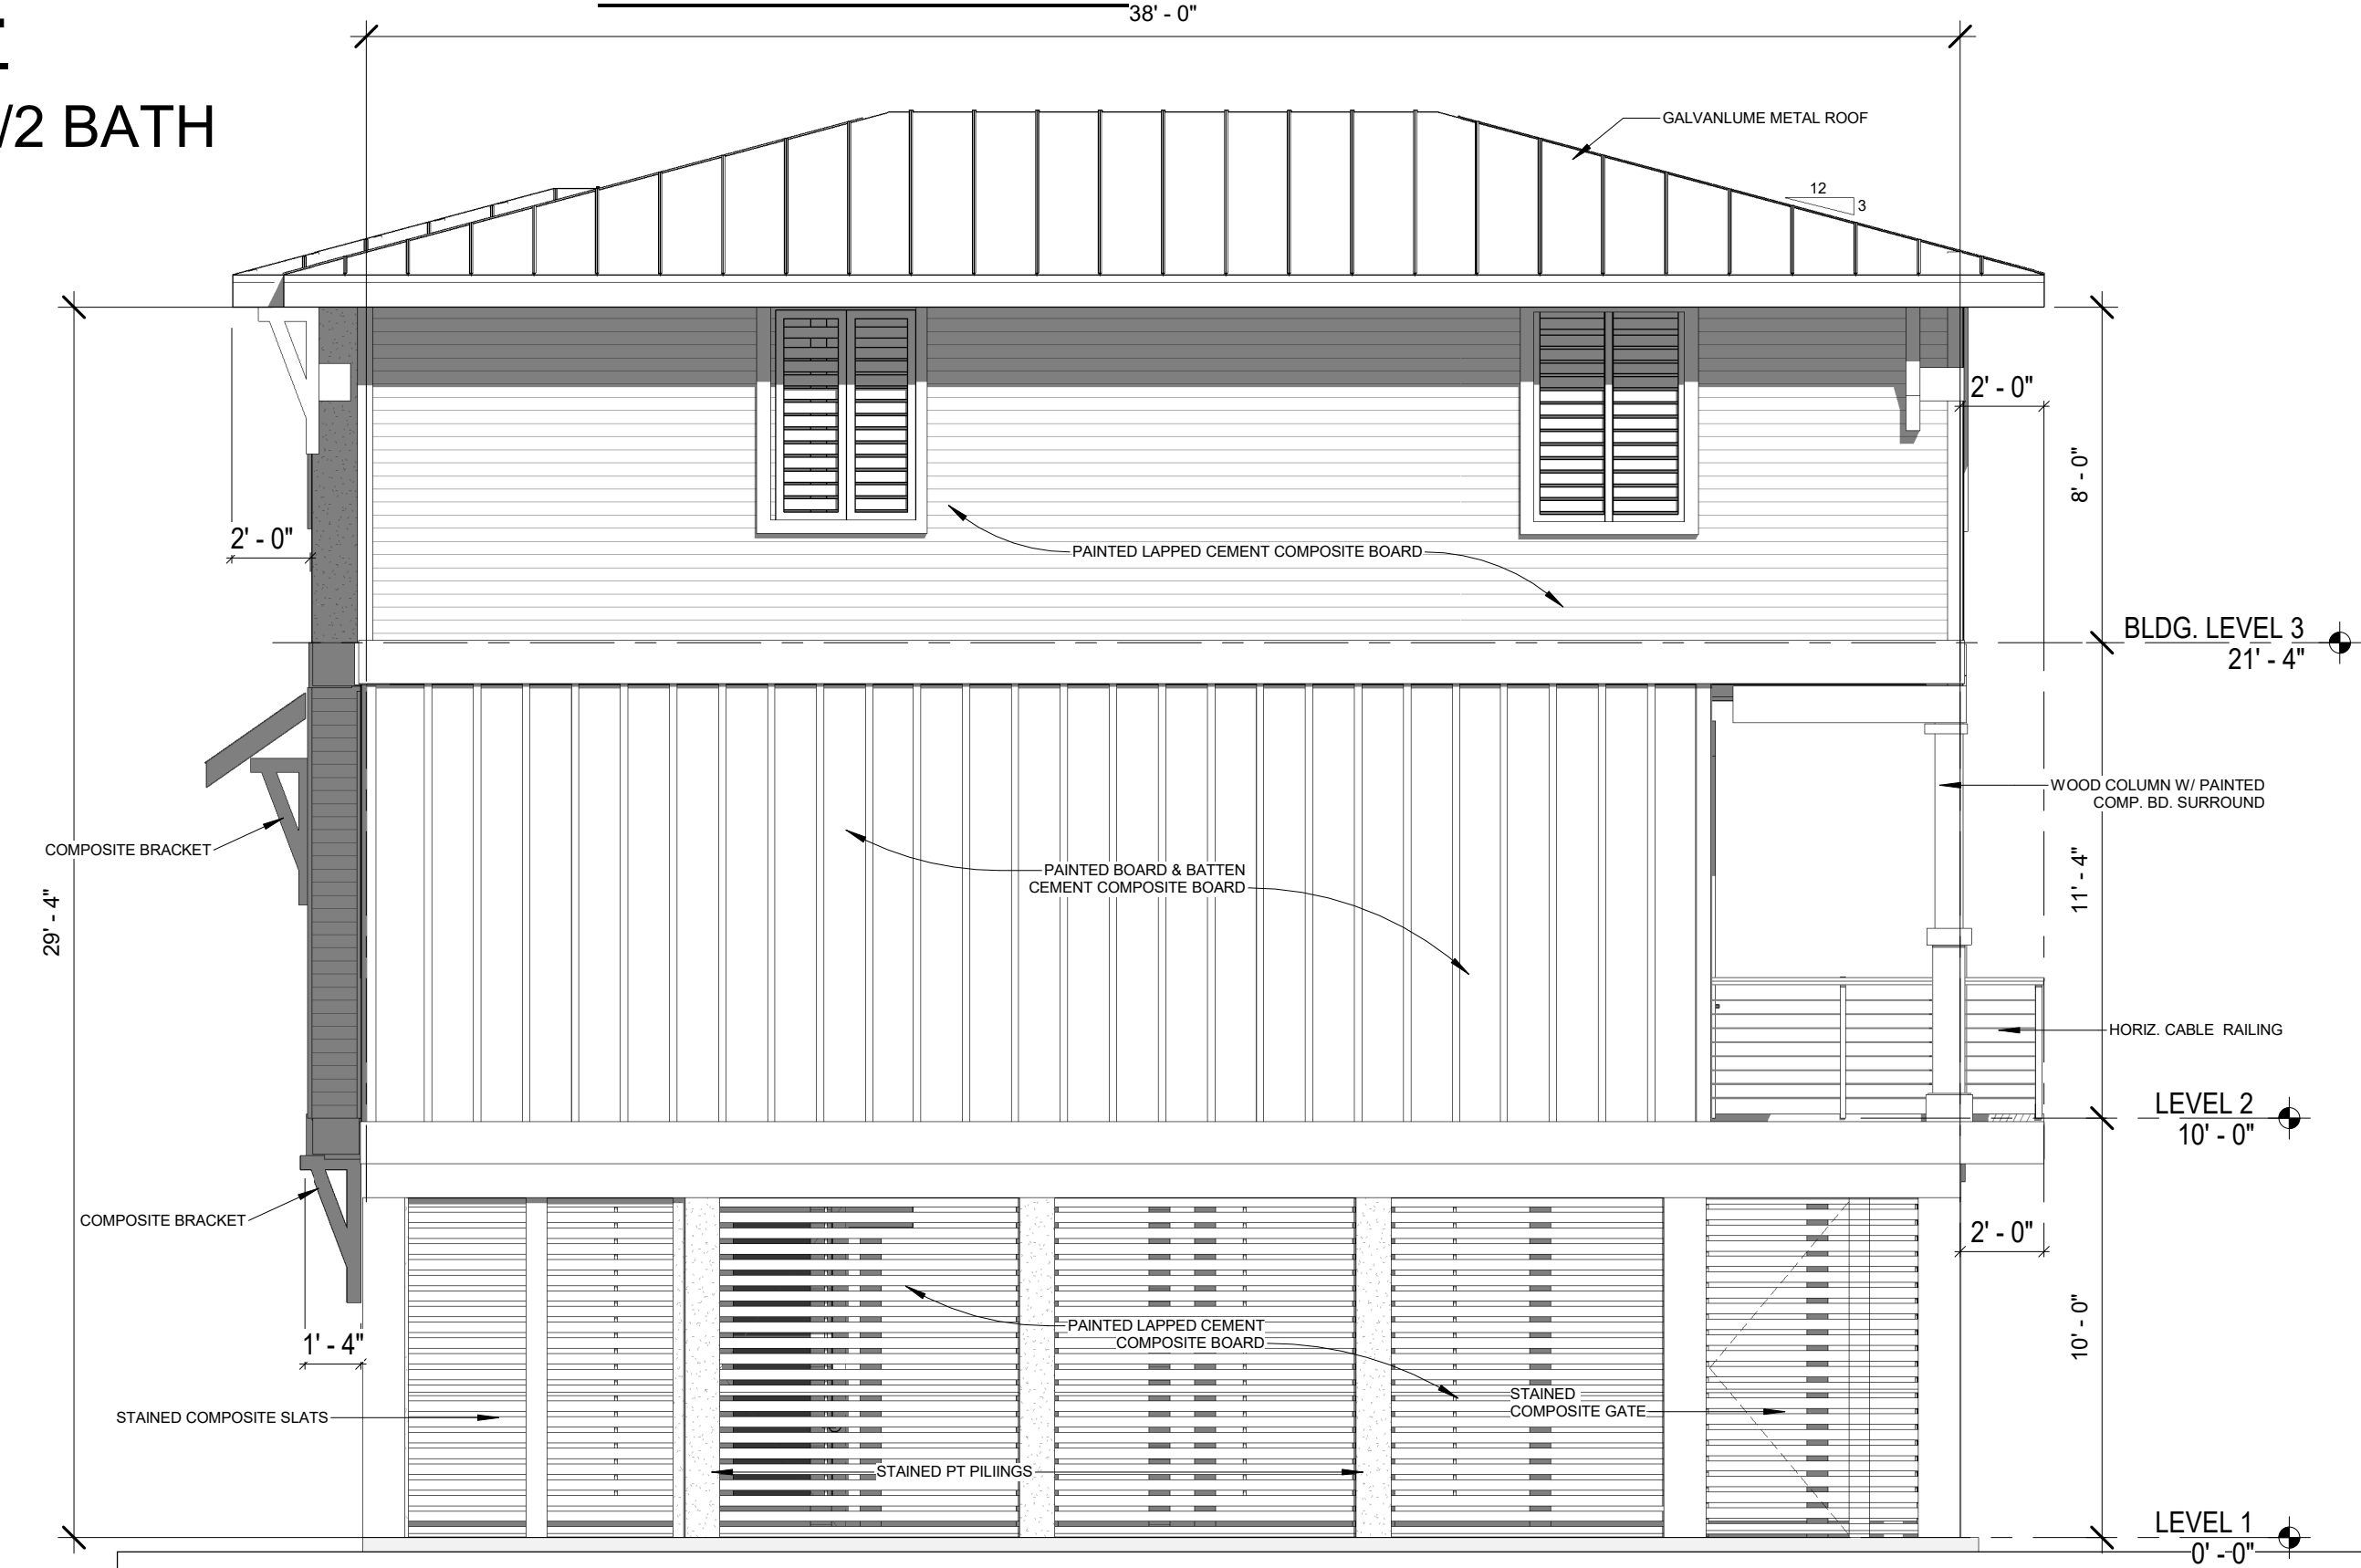 38' - 0"
/2 BATH
GALVANLUME METAL ROOF
12
3
2' - 0"
8' - 0"
2' - 0"
PAINTED LAPPED CEMENT COMPOSITE BOARD
BLDG. LEVEL 3
21' - 4"
WOOD COLUMN W/ PAINTED
COMP. BD. SURROUND
COMPOSITE BRACKET
PAINTED BOARD & BATTEN
CEMENT COMPOSITE BOARD
29' - 4"
11' - 4"
HORIZ. CABLE RAILING
LEVEL 2
10' - 0"
COMPOSITE BRACKET
2' - 0"
10' - 0"
1' - 4"
PAINTED LAPPED CEMENT
COMPOSITE BOARD
STAINED
COMPOSITE GATE
STAINED COMPOSITE SLATS
STAINED PT PILIINGS
LEVEL 1
0' - 0"